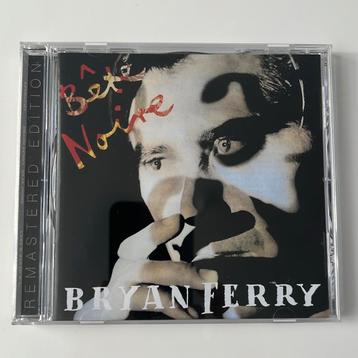 Bête
Noire
REMASTERED EDITION
BRYAN FERRY